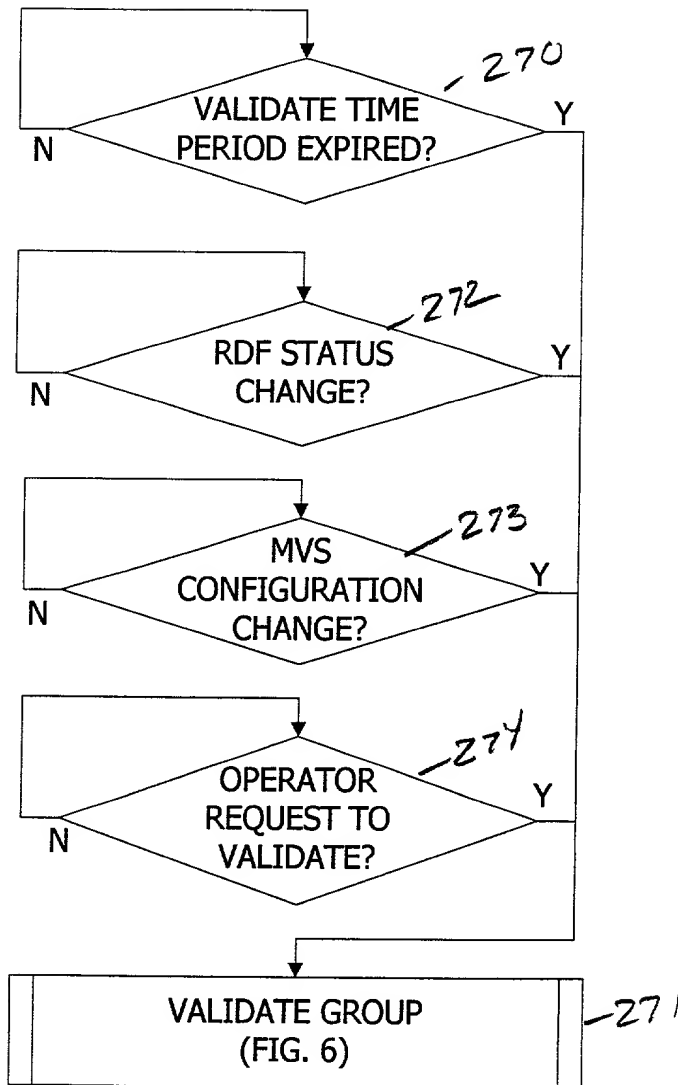 270
VALIDATE TIME
PERIOD EXPIRED?
N
Y
272
RDF STATUS
CHANGE?
N
Y
273
MVS
CONFIGURATION
CHANGE?
N
Y
274
OPERATOR
REQUEST TO
VALIDATE?
N
Y
VALIDATE GROUP
(FIG. 6)
271